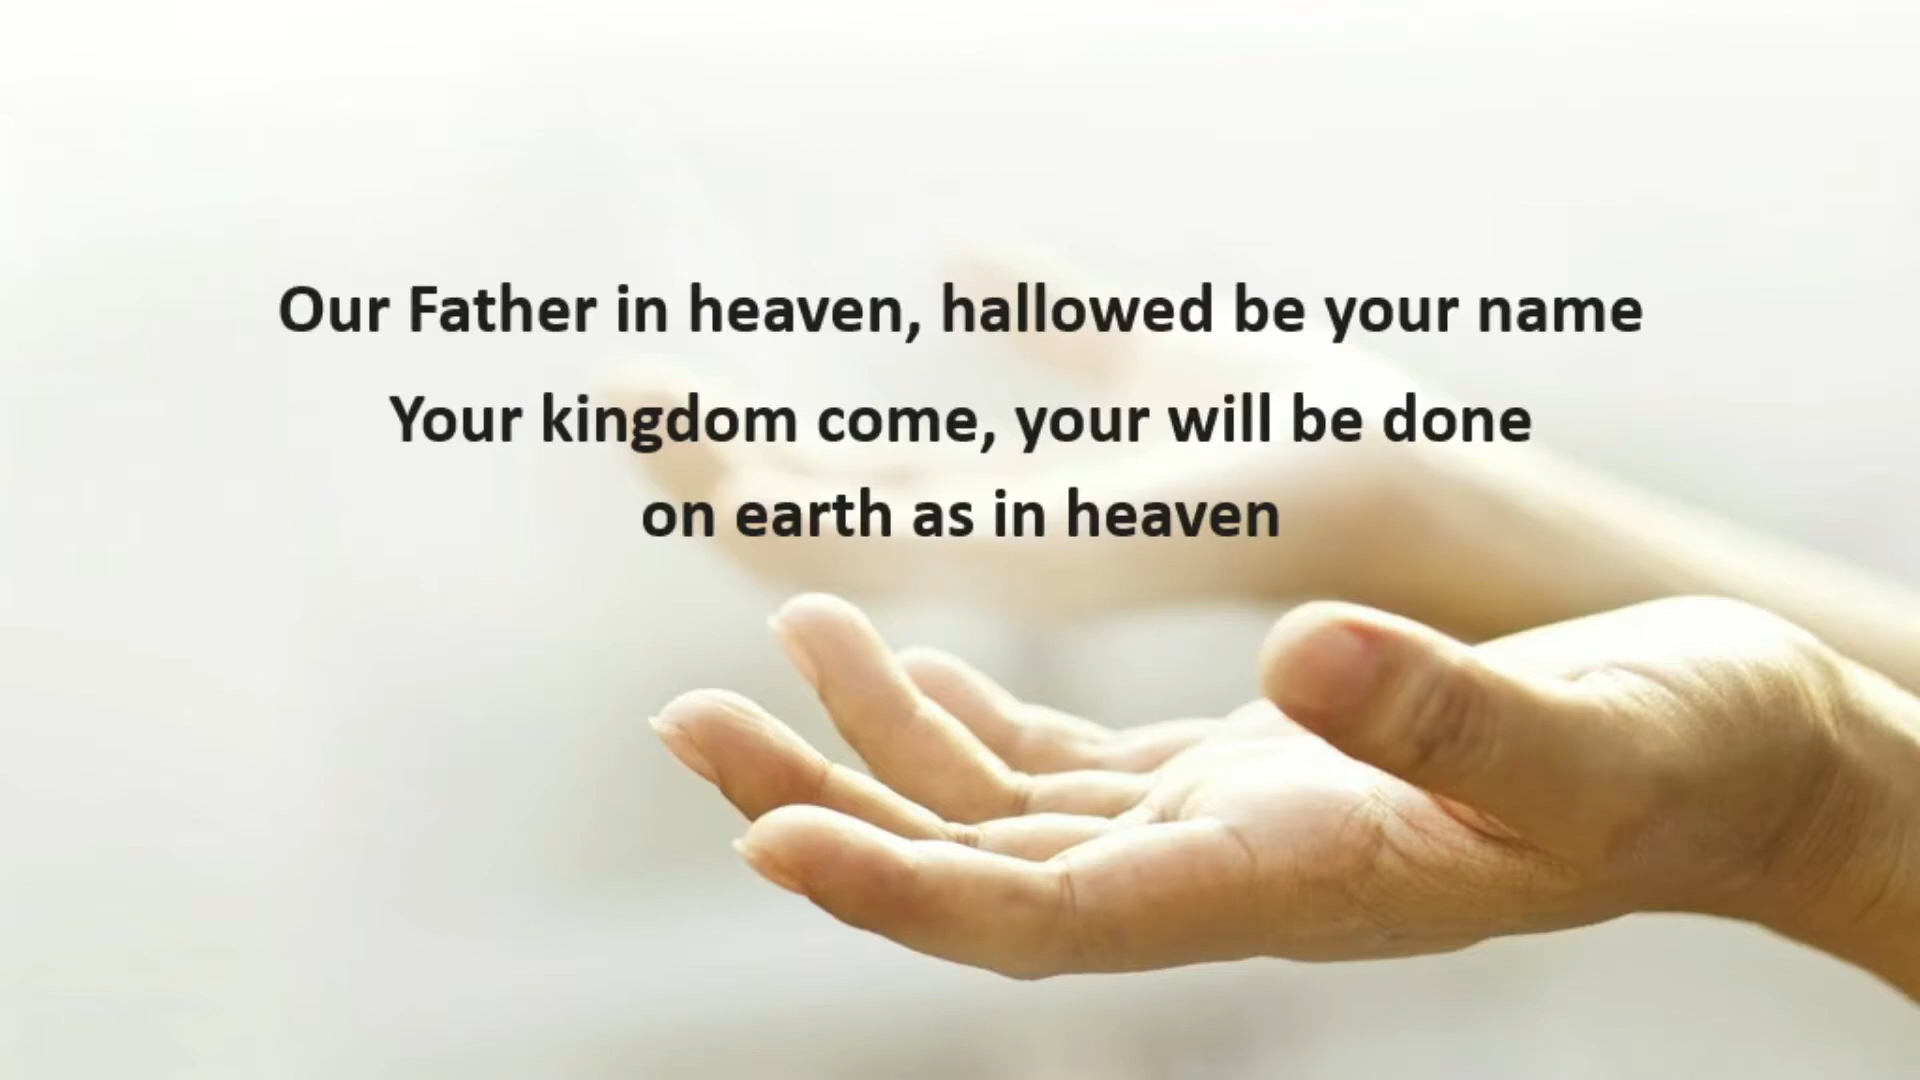 Our Father in heaven, hallowed be your name
Your kingdom come, your will be done
on earth as in heaven